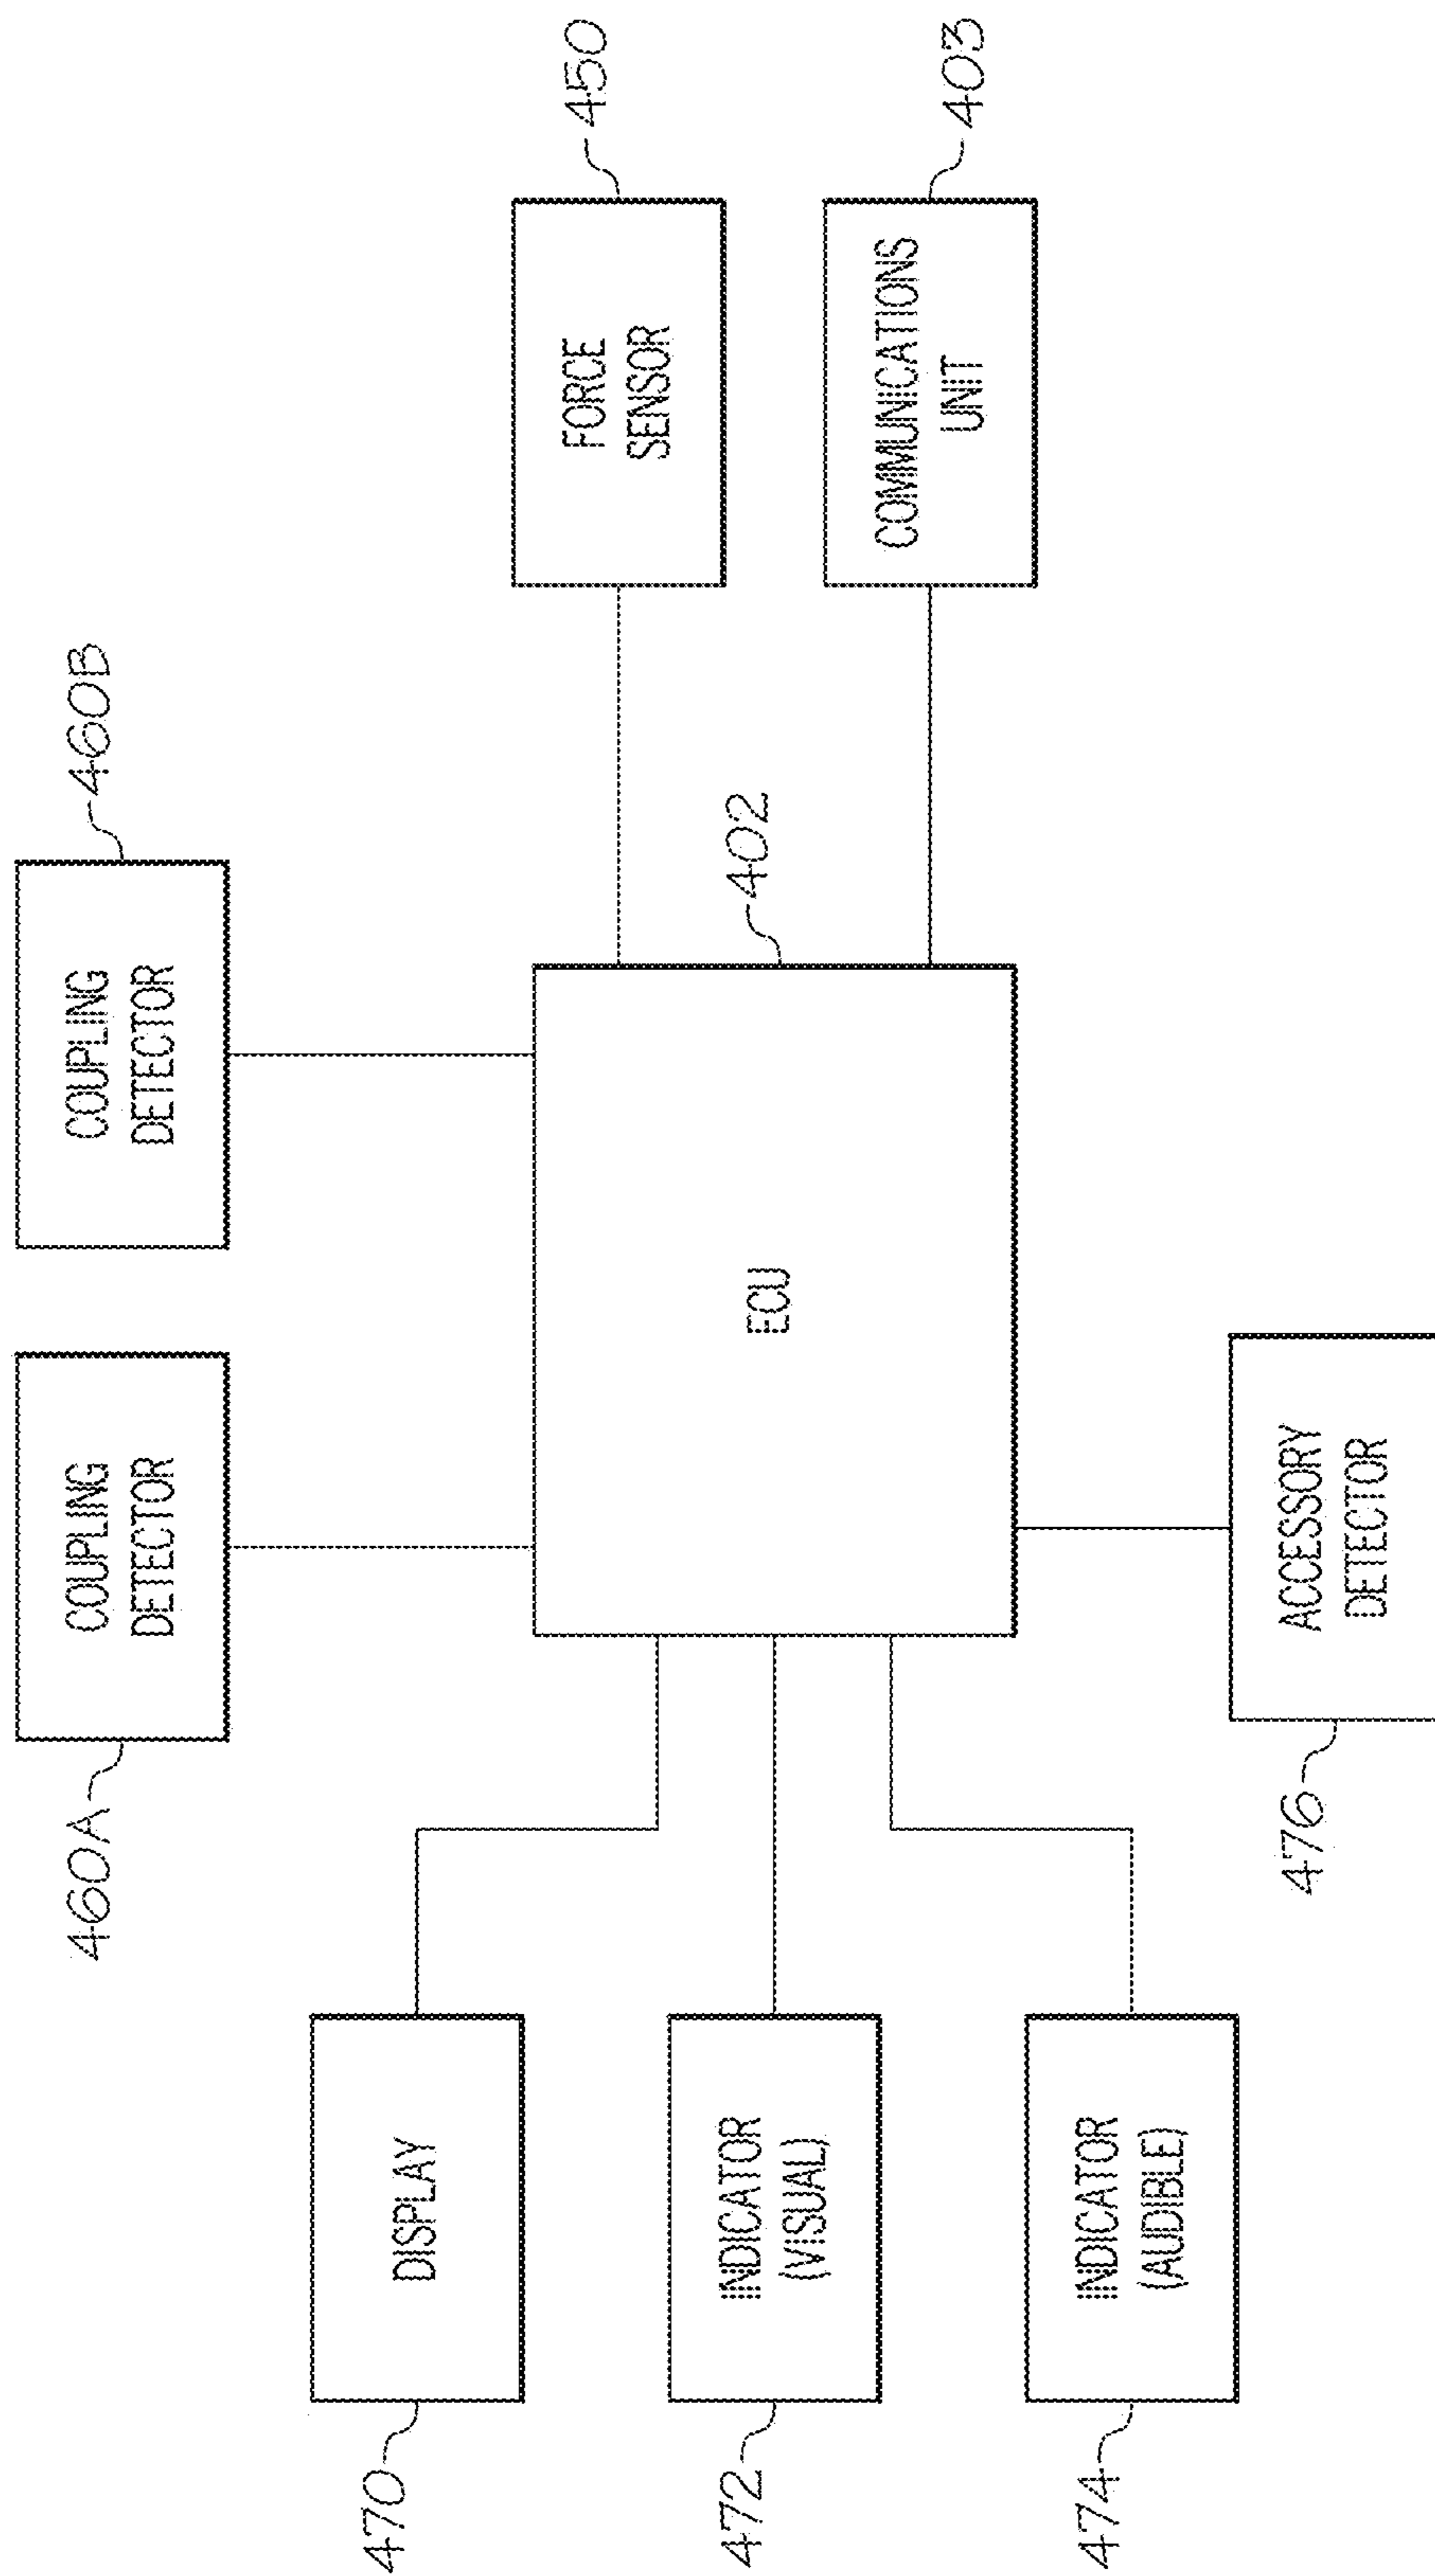 460A
COUPLING
DETECTOR
COUPLING
DETECTOR
460B
470
DISPLAY
FORCE
SENSOR
450
472
INDICATOR
(VISUAL)
ECU
402
COMMUNICATIONS
UNIT
403
474
INDICATOR
(AUDIBLE)
476
ACCESSORY
DETECTOR